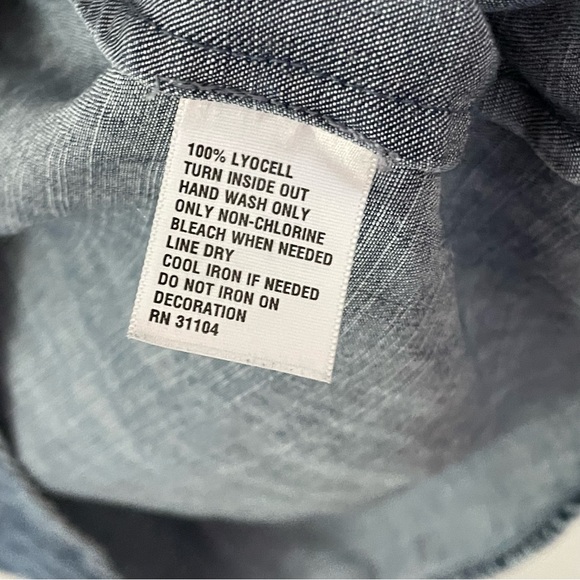 100% LYOCELL
TURN INSIDE OUT
HAND WASH ONLY
ONLY NON-CHLORINE
BLEACH WHEN NEEDED
LINE DRY
COOL IRON IF NEEDED
DO NOT IRON ON
DECORATION
RN 31104